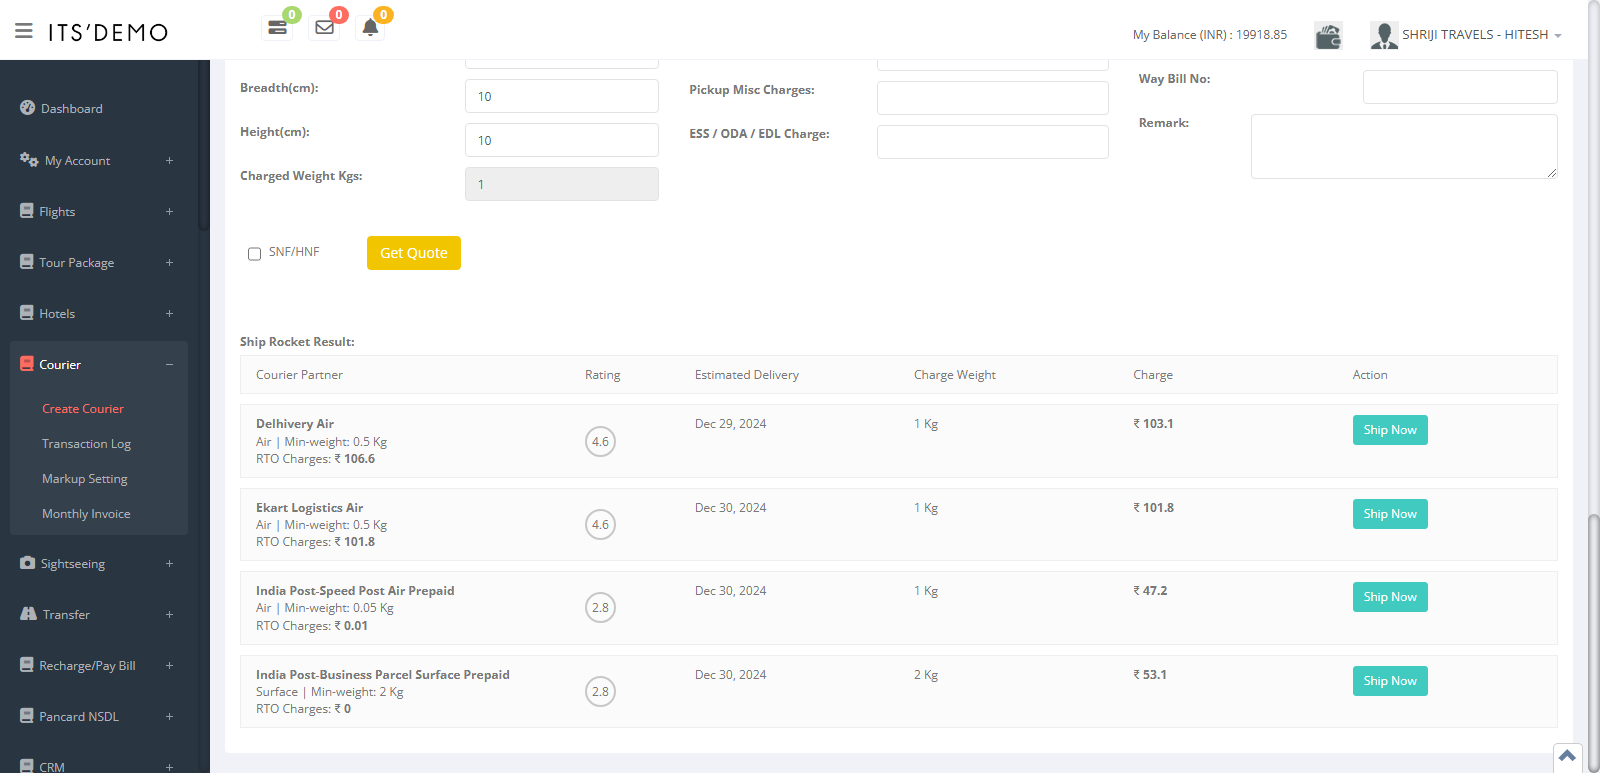 ITS'DEMO
0
0
0
My Balance (INR) : 19918.85
SHRIJI TRAVELS - HITESH
Dashboard
My Account +
Flights +
Tour Package +
Hotels +
Courier −
Create Courier
Transaction Log
Markup Setting
Monthly Invoice
Sightseeing +
Transfer +
Recharge/Pay Bill +
Pancard NSDL +
CRM +
Breadth(cm): 10
Height(cm): 10
Charged Weight Kgs: 1
Pickup Misc Charges:
ESS / ODA / EDL Charge:
Way Bill No:
Remark:
SNF/HNF
Get Quote
Ship Rocket Result:
Courier Partner Rating Estimated Delivery Charge Weight Charge Action
Delhivery Air
Air | Min-weight: 0.5 Kg
RTO Charges: ₹ 106.6
4.6
Dec 29, 2024
1 Kg
₹ 103.1
Ship Now
Ekart Logistics Air
Air | Min-weight: 0.5 Kg
RTO Charges: ₹ 101.8
4.6
Dec 30, 2024
1 Kg
₹ 101.8
Ship Now
India Post-Speed Post Air Prepaid
Air | Min-weight: 0.05 Kg
RTO Charges: ₹ 0.01
2.8
Dec 30, 2024
1 Kg
₹ 47.2
Ship Now
India Post-Business Parcel Surface Prepaid
Surface | Min-weight: 2 Kg
RTO Charges: ₹ 0
2.8
Dec 30, 2024
2 Kg
₹ 53.1
Ship Now